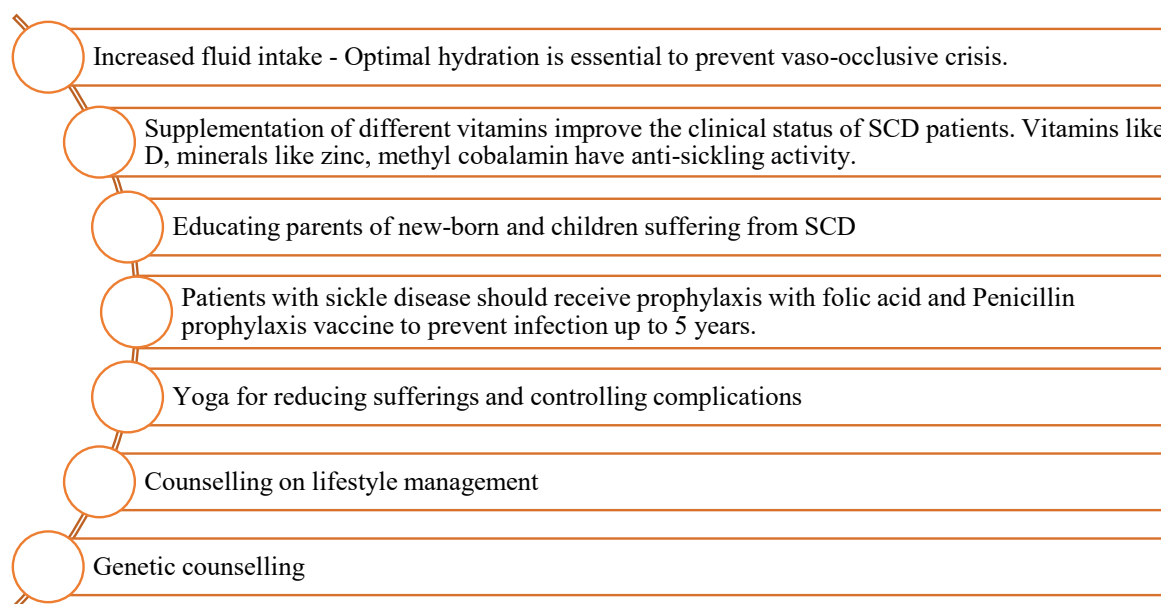 Increased fluid intake - Optimal hydration is essential to prevent vaso-occlusive crisis.
Supplementation of different vitamins improve the clinical status of SCD patients. Vitamins like
D, minerals like zinc, methyl cobalamin have anti-sickling activity.
Educating parents of new-born and children suffering from SCD
Patients with sickle disease should receive prophylaxis with folic acid and Penicillin
prophylaxis vaccine to prevent infection up to 5 years.
Yoga for reducing sufferings and controlling complications
Counselling on lifestyle management
Genetic counselling